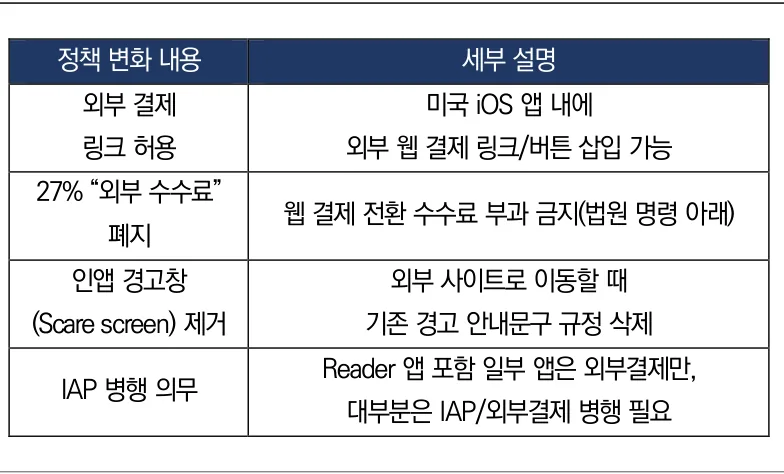 정책 변화 내용
세부 설명
외부 결제
링크 허용
미국 iOS 앱 내에
외부 웹 결제 링크/버튼 삽입 가능
27% “외부 수수료”
폐지
웹 결제 전환 수수료 부과 금지(법원 명령 아래)
인앱 경고창
(Scare screen) 제거
외부 사이트로 이동할 때
기존 경고 안내문구 규정 삭제
IAP 병행 의무
Reader 앱 포함 일부 앱은 외부결제만,
대부분은 IAP/외부결제 병행 필요